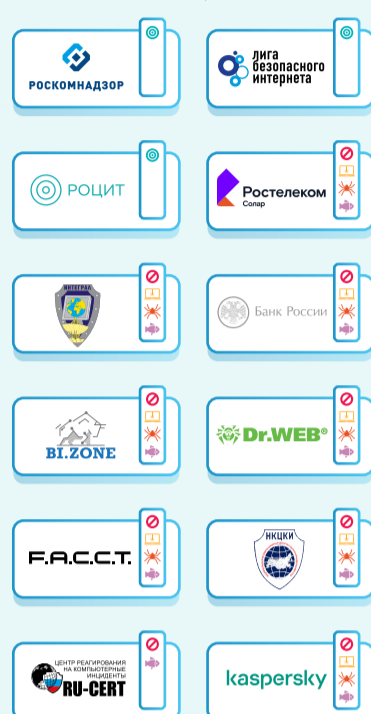 РОСКОМНАДЗОР
лига
безопасного
интернета
РОЦИТ
Ростелеком
Солар
ИНТЕГРАЛ
Банк России
BI.ZONE
Dr.WEB®
F.A.C.C.T.
НКЦКИ
ЦЕНТР РЕАГИРОВАНИЯ
НА КОМПЬЮТЕРНЫЕ
ИНЦИДЕНТЫ
RU-CERT
kaspersky